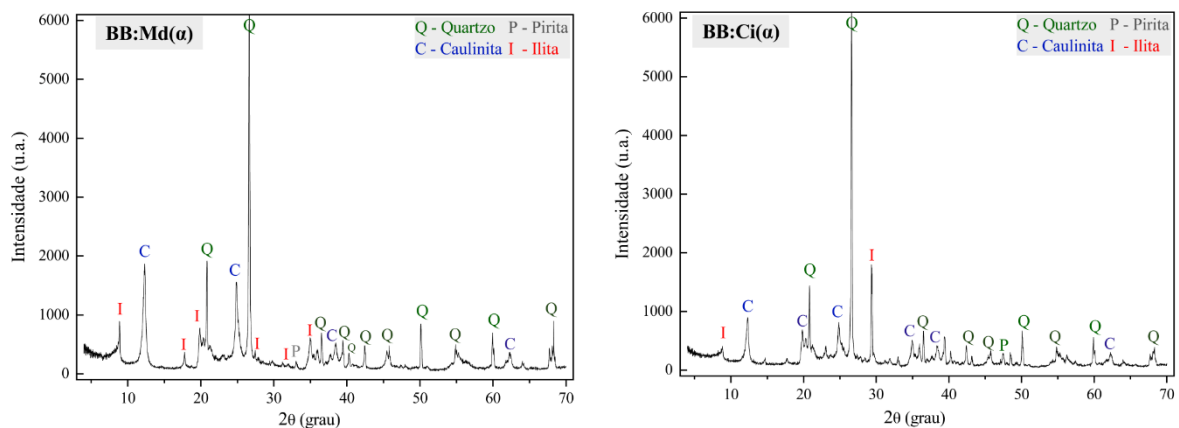 BB:Md(α)
Q - Quartzo P - Pirita
C - Caulinita I - Ilita
Intensidade (u.a.)
6000
5000
4000
3000
2000
1000
0
Q
C
Q
C
I
I
I
I
I
P
I
Q
C
Q
Q
Q
Q
Q
Q
Q
C
Q
10 20 30 40 50 60 70
2θ (grau)
BB:Ci(α)
Q - Quartzo P - Pirita
C - Caulinita I - Ilita
Intensidade (u.a.)
6000
5000
4000
3000
2000
1000
0
Q
I
Q
C
I
C
C
C
Q
C
Q
Q
P
Q
Q
Q
C
Q
10 20 30 40 50 60 70
2θ (grau)